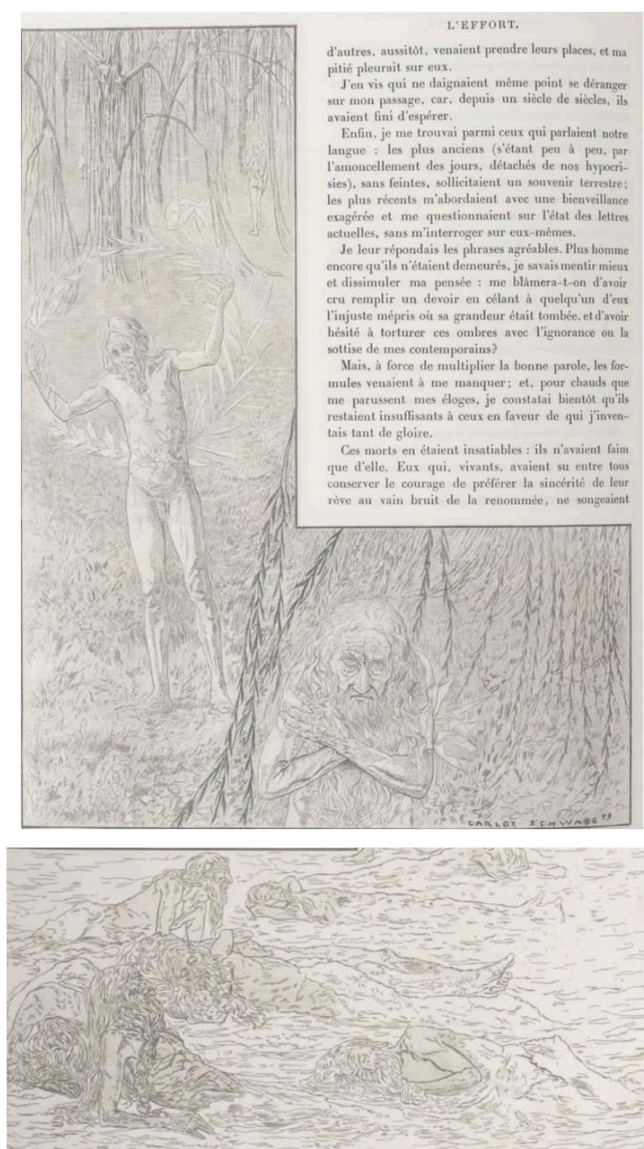 L'EFFORT.
d'autres, aussitôt, venaient prendre leurs places, et ma
pitié pleurait sur eux.
J'en vis qui ne daignaient même point se déranger
sur mon passage, car, depuis un siècle de siècles, ils
avaient fini d'espérer.
Enfin, je me trouvai parmi ceux qui parlaient notre
langue : les plus anciens (s'étant peu à peu, par
l'amoncellement des jours, détachés de nos hypocri-
sies), sans feintes, sollicitaient un souvenir terrestre;
les plus récents m'abordaient avec une bienveillance
exagérée et me questionnaient sur l'état des lettres
actuelles, sans m'interroger sur eux-mêmes.
Je leur répondais les phrases agréables. Plus homme
encore qu'ils n'étaient demeurés, je savais mentir mieux
et dissimuler ma pensée : me blâmera-t-on d'avoir
cru remplir un devoir en célant à quelqu'un d'eux
l'injuste mépris où sa grandeur était tombée, et d'avoir
hésité à torturer ces ombres avec l'ignorance ou la
sottise de mes contemporains?
Mais, à force de multiplier la bonne parole, les for-
mules venaient à me manquer; et, pour chauds que
me parussent mes éloges, je constatai bientôt qu'ils
restaient insuffisants à ceux en faveur de qui j'inven-
tais tant de gloire.
Ces morts en étaient insatiables : ils n'avaient faim
que d'elle. Eux qui, vivants, avaient su entre tous
conserver le courage de préférer la sincérité de leur
rêve au vain bruit de la renommée, ne songeaient
CARLOZ SCHWABE